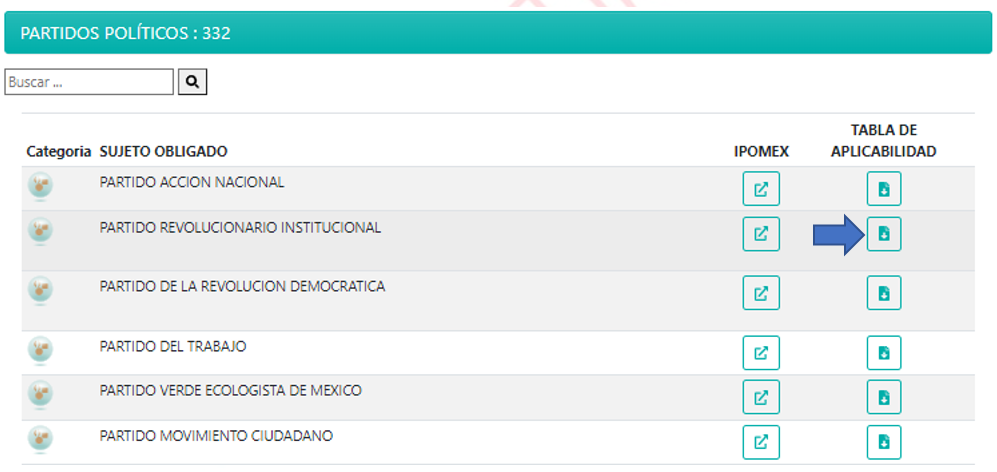 PARTIDOS POLÍTICOS : 332
Buscar ...
TABLA DE
Categoria SUJETO OBLIGADO IPOMEX APLICABILIDAD
PARTIDO ACCION NACIONAL
PARTIDO REVOLUCIONARIO INSTITUCIONAL
PARTIDO DE LA REVOLUCION DEMOCRATICA
PARTIDO DEL TRABAJO
PARTIDO VERDE ECOLOGISTA DE MEXICO
PARTIDO MOVIMIENTO CIUDADANO